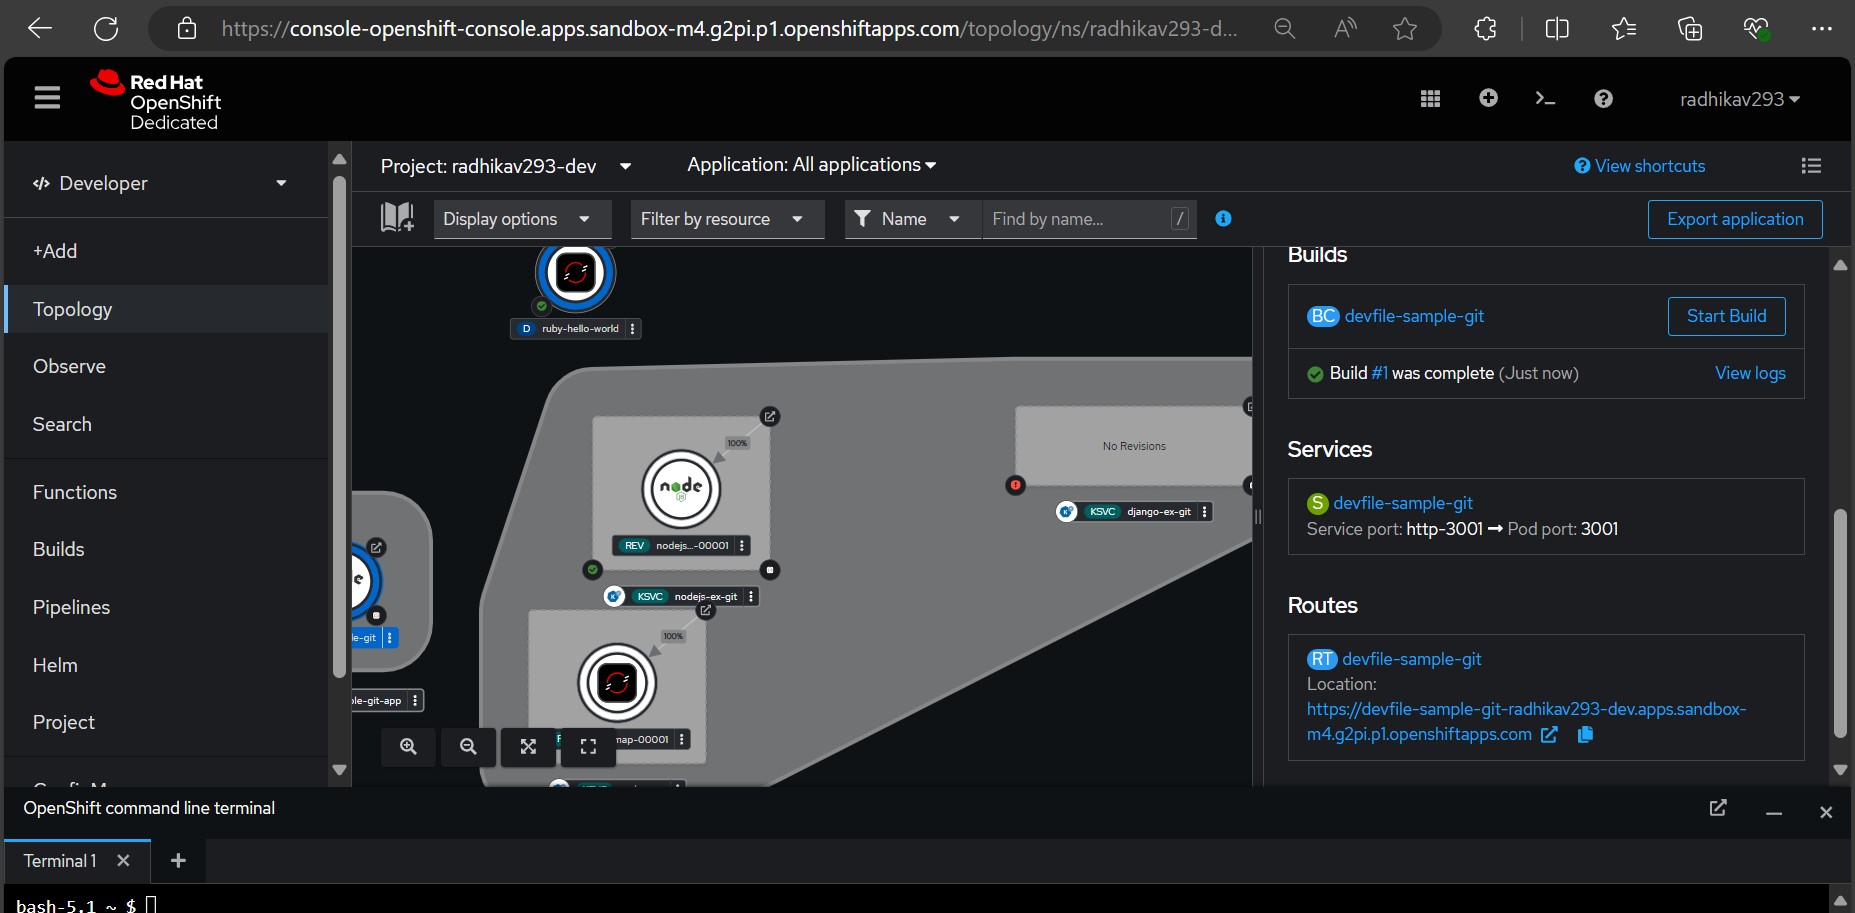 https://console-openshift-console.apps.sandbox-m4.g2pi.p1.openshiftapps.com/topology/ns/radhikav293-d...
Red Hat
OpenShift
Dedicated
radhikav293
Developer
+Add
Topology
Observe
Search
Functions
Builds
Pipelines
Helm
Project
Project: radhikav293-dev
Application: All applications
View shortcuts
Display options
Filter by resource
Name
Find by name...
/
Export application
D ruby-hello-world
100%
node
JS
REV nodejs...-00001
KSVC nodejs-ex-git
100%
map-00001
No Revisions
KSVC django-ex-git
le-git
ple-git-app
Builds
BC devfile-sample-git
Start Build
Build #1 was complete (Just now)
View logs
Services
S devfile-sample-git
Service port: http-3001 → Pod port: 3001
Routes
RT devfile-sample-git
Location:
https://devfile-sample-git-radhikav293-dev.apps.sandbox-
m4.g2pi.p1.openshiftapps.com
OpenShift command line terminal
Terminal 1
bash-5.1 ~ $